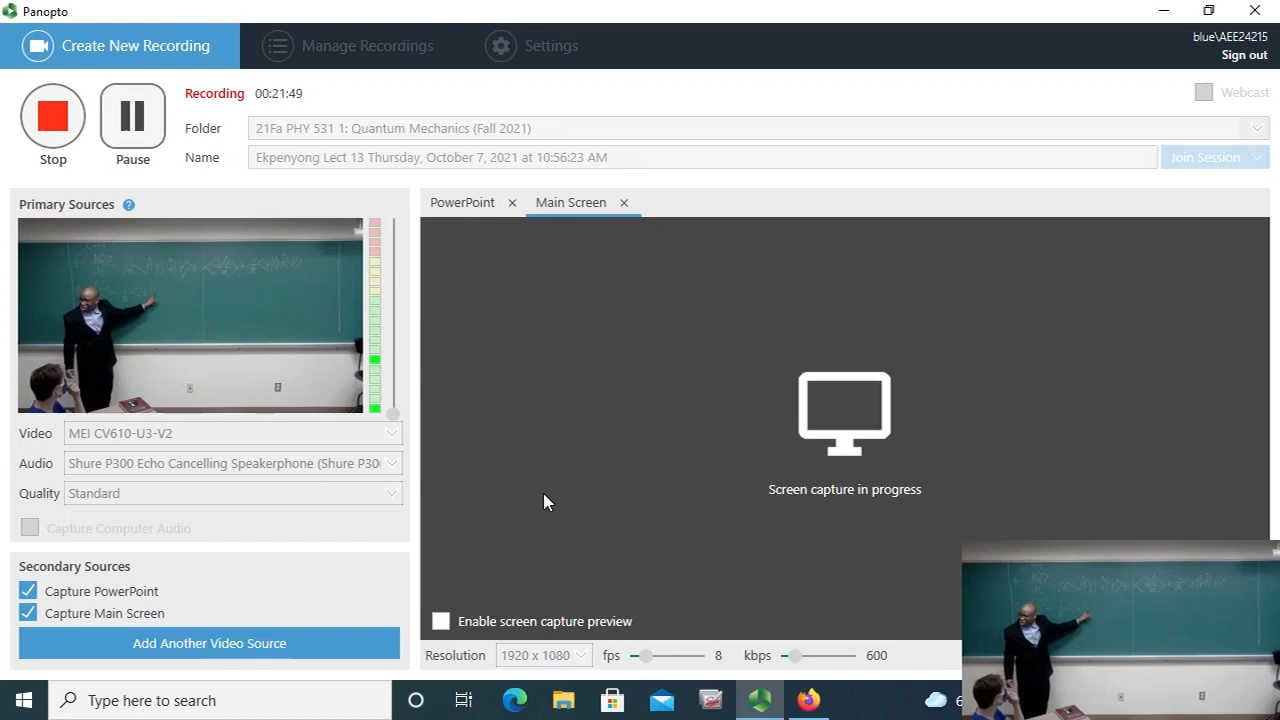 Panopto
Create New Recording
Manage Recordings
Settings
blue\AEE24215
Sign out
Recording 00:21:49
Webcast
Folder 21Fa PHY 531 1: Quantum Mechanics (Fall 2021)
Stop Pause Name Ekpenyong Lect 13 Thursday, October 7, 2021 at 10:56:23 AM Join Session
Primary Sources ?
PowerPoint Main Screen
Video MEI CV610-U3-V2
Audio Shure P300 Echo Cancelling Speakerphone (Shure P30
Quality Standard
Capture Computer Audio
Screen capture in progress
Secondary Sources
Capture PowerPoint
Capture Main Screen
Add Another Video Source
Enable screen capture preview
Resolution 1920 x 1080 fps 8 kbps 600
Type here to search
6